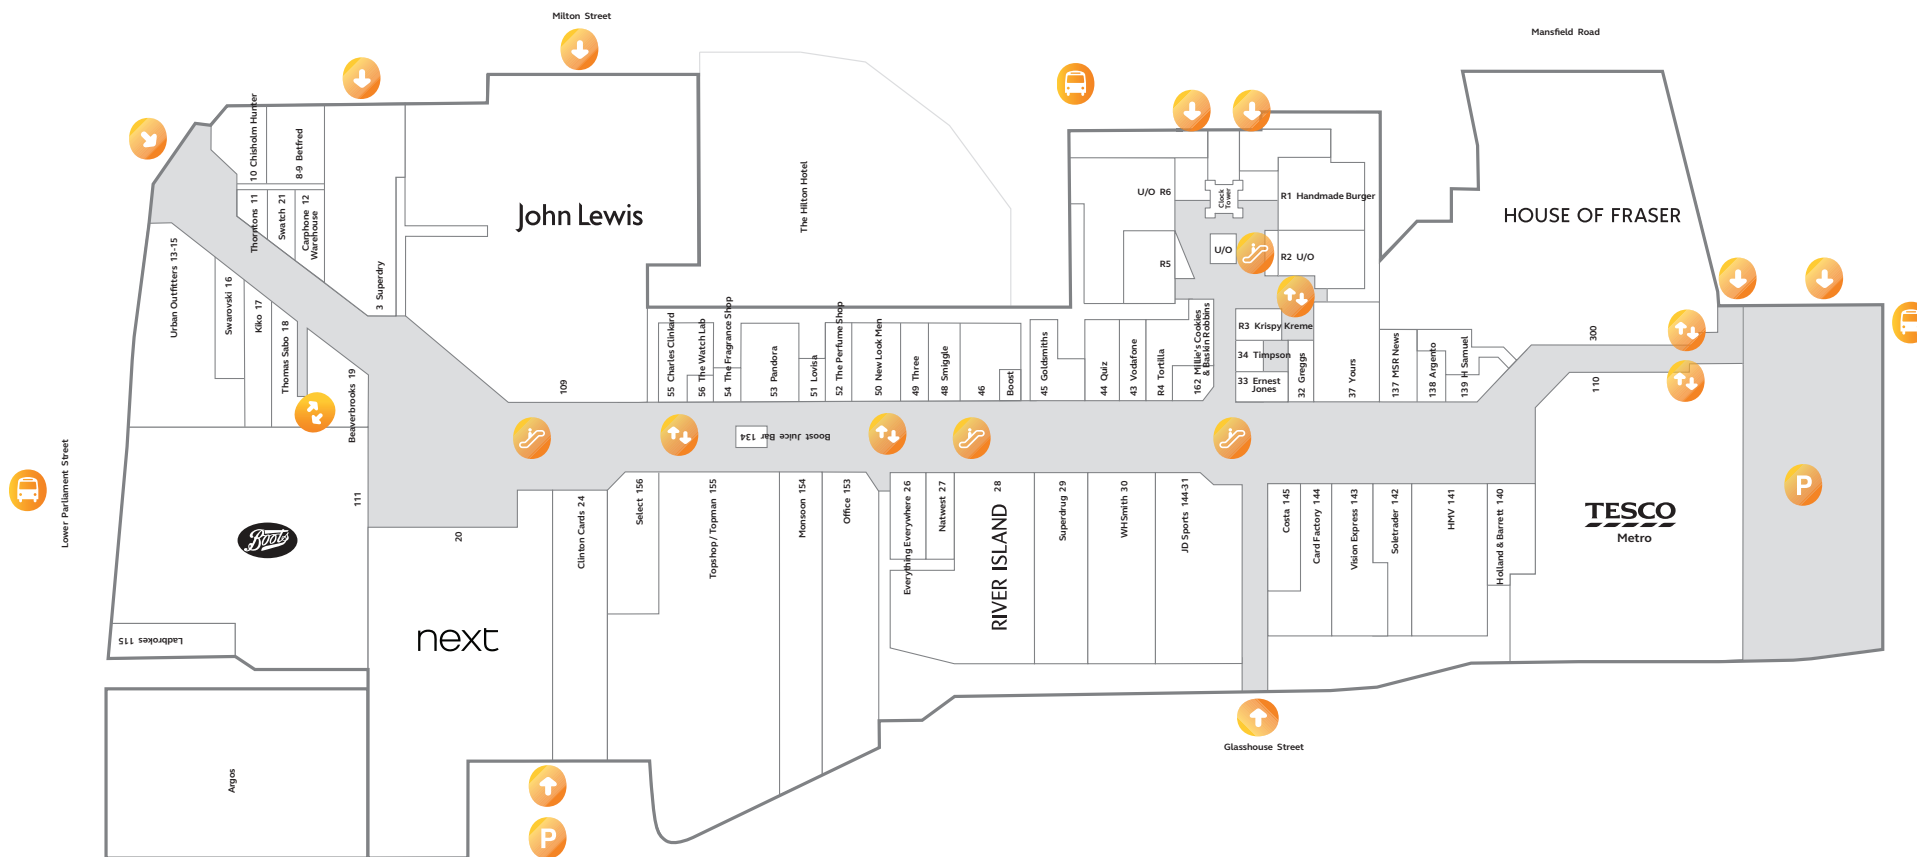 Milton Street
Mansfield Road
10 Chisholm Hunter
8-9 Betfred
Thorntons 11
Swatch 21
Carphone 12
Warehouse
Urban Outfitters 13-15
Swarovski 16
Kiko 17
Thomas Sabo 18
Beaverbrooks 19
3 Superdry
John Lewis
109
The Hilton Hotel
U/O R6
Clock
Tower
R1 Handmade Burger
R5
U/O
R2 U/O
HOUSE OF FRASER
55 Charles Clinkard
56 The Watch Lab
54 The Fragrance Shop
53 Pandora
51 Lovisa
52 The Perfume Shop
50 New Look Men
49 Three
48 Smiggle
46
Boost
45 Goldsmiths
44 Quiz
43 Vodafone
R4 Tortilla
162 Millie's Cookies
& Baskin Robbins
R3 Krispy Kreme
34 Timpson
33 Ernest
Jones
32 Greggs
37 Yours
137 MSR News
138 Argento
139 H Samuel
300
110
Boost Juice Bar 134
Lower Parliament Street
111
Boots
Ladbrokes 115
Argos
20
next
Clinton Cards 24
Select 156
Topshop / Topman 155
Monsoon 154
Office 153
Everything Everywhere 26
Natwest 27
28
RIVER ISLAND
Superdrug 29
WHSmith 30
JD Sports 144-31
Costa 145
Card Factory 144
Vision Express 143
Soletrader 142
HMV 141
Holland & Barrett 140
TESCO
Metro
P
Glasshouse Street
P